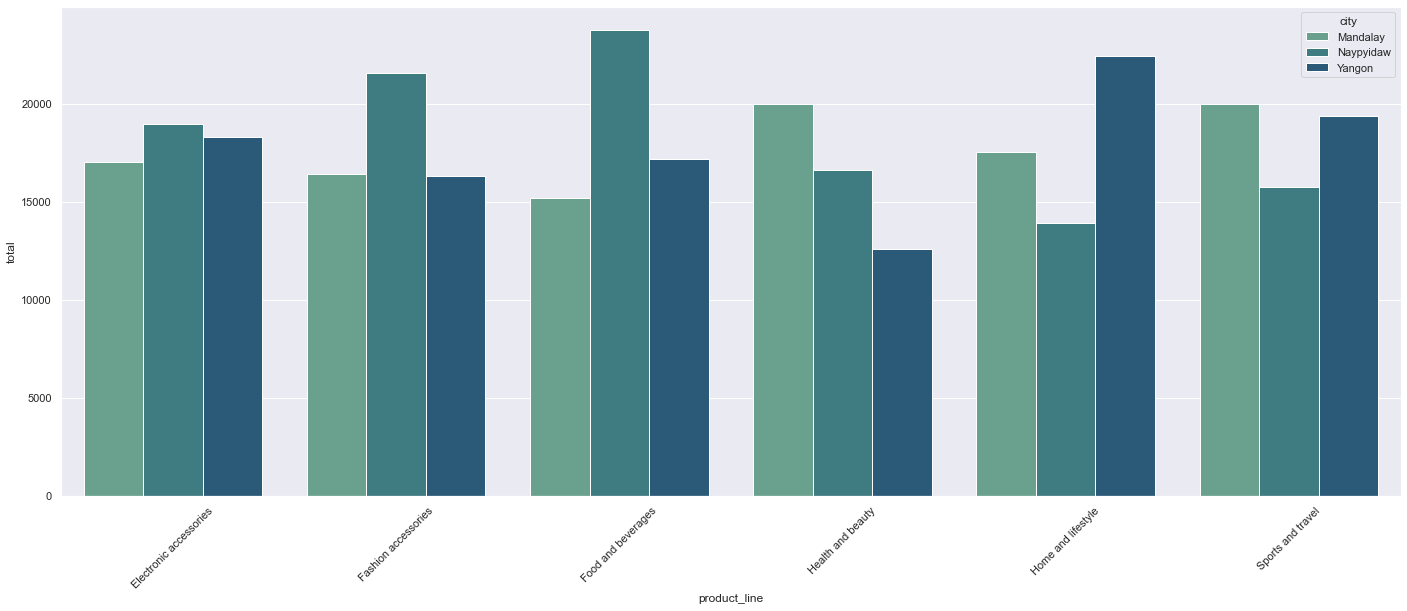 city
Mandalay
Naypyidaw
Yangon
total
20000
15000
10000
5000
0
Electronic accessories
Fashion accessories
Food and beverages
Health and beauty
Home and lifestyle
Sports and travel
product_line